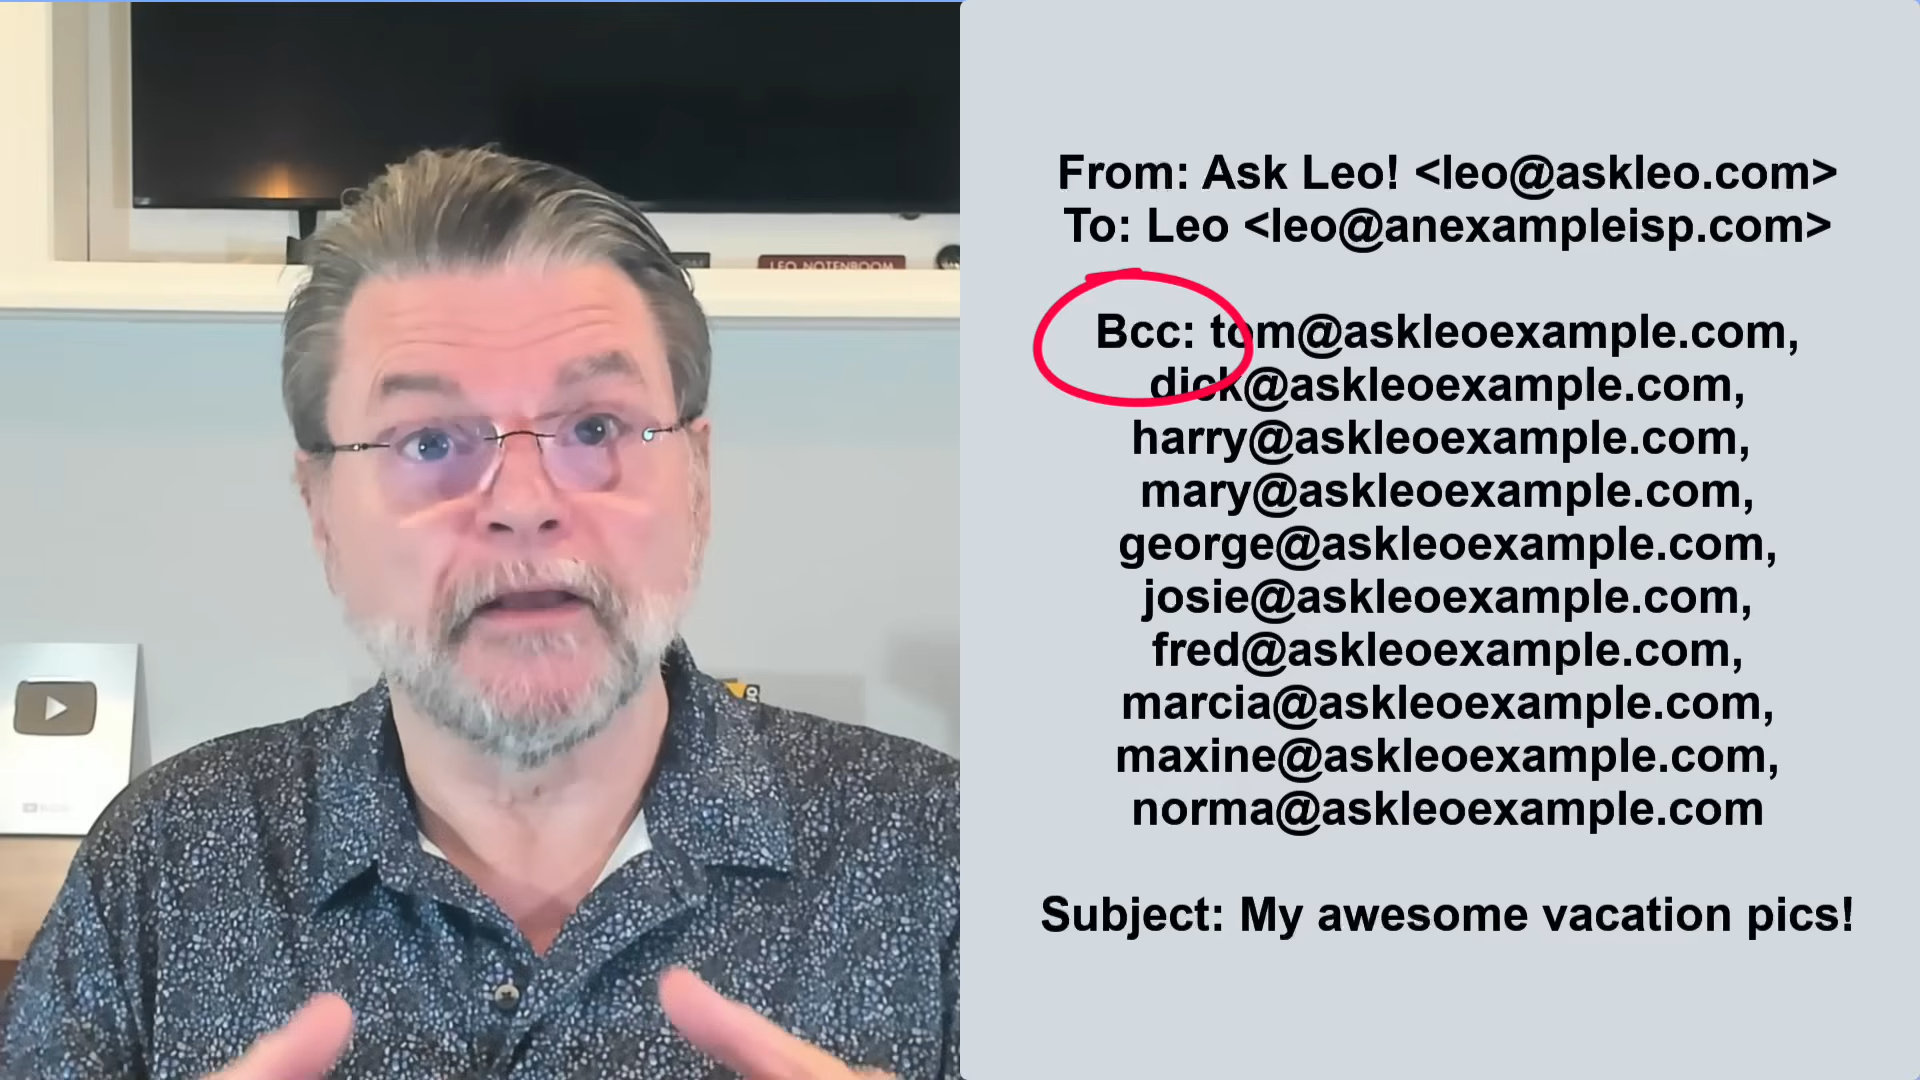 LEO NOTENBOOM
From: Ask Leo! <leo@askleo.com>
To: Leo <leo@anexampleisp.com>
Bcc: tom@askleoexample.com,
dick@askleoexample.com,
harry@askleoexample.com,
mary@askleoexample.com,
george@askleoexample.com,
josie@askleoexample.com,
fred@askleoexample.com,
marcia@askleoexample.com,
maxine@askleoexample.com,
norma@askleoexample.com
Subject: My awesome vacation pics!